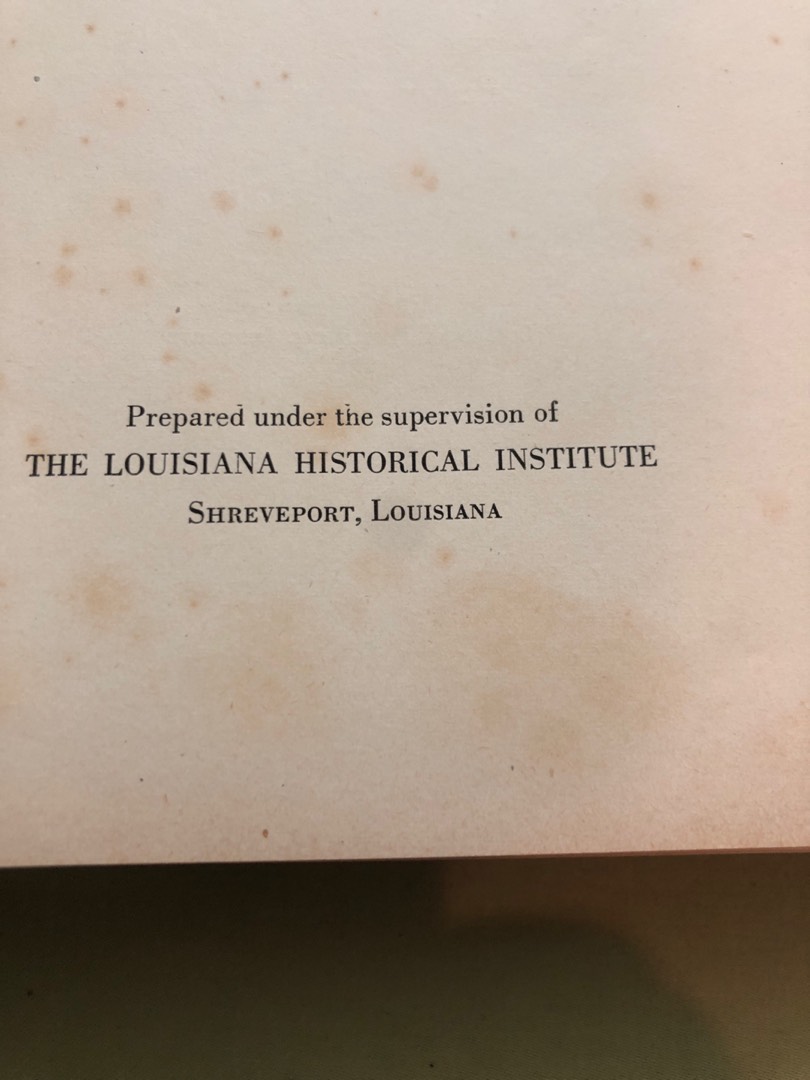 Prepared under the supervision of
THE LOUISIANA HISTORICAL INSTITUTE
SHREVEPORT, LOUISIANA